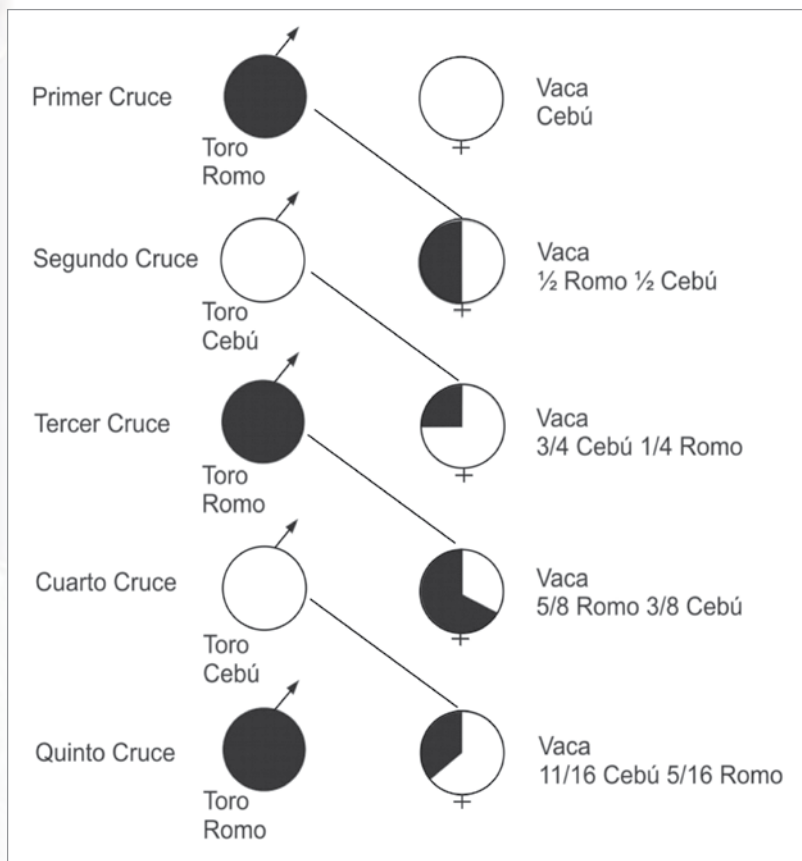 Primer Cruce
Toro
Romo
Vaca
Cebú
Segundo Cruce
Toro
Cebú
Vaca
½ Romo ½ Cebú
Tercer Cruce
Toro
Romo
Vaca
3/4 Cebú 1/4 Romo
Cuarto Cruce
Toro
Cebú
Vaca
5/8 Romo 3/8 Cebú
Quinto Cruce
Toro
Romo
Vaca
11/16 Cebú 5/16 Romo